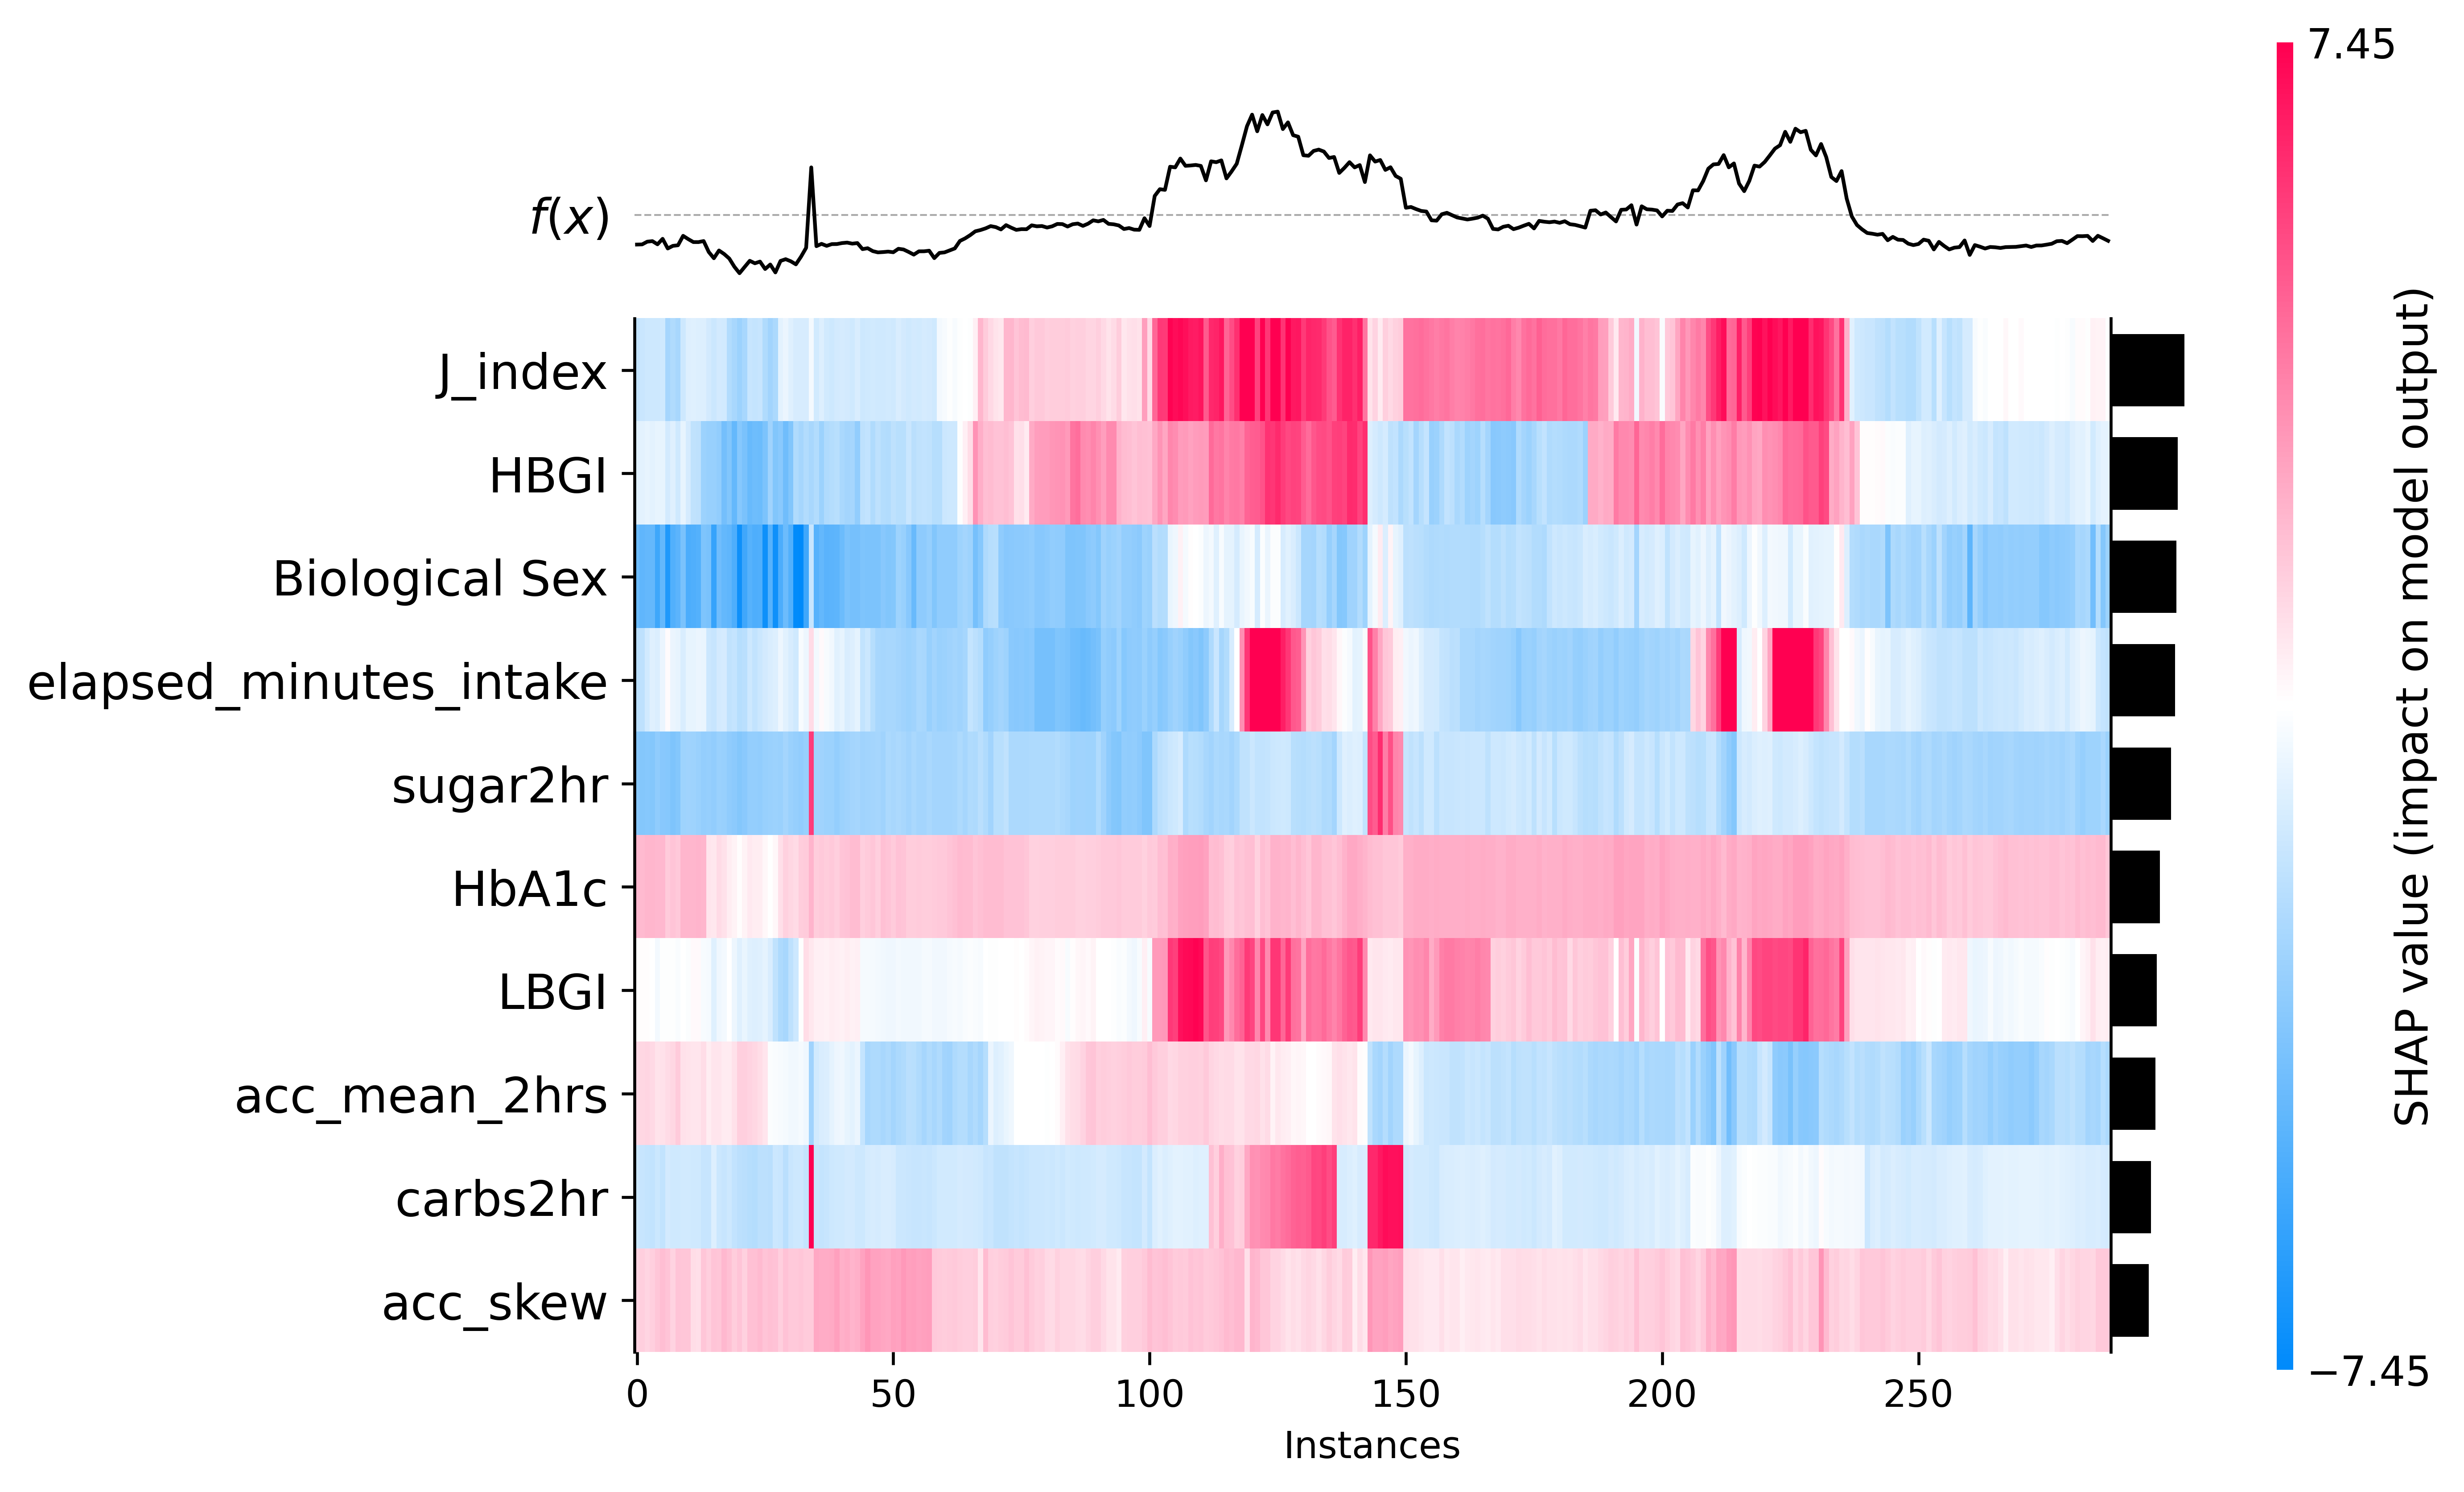 7.45
f(x)
J_index
HBGI
Biological Sex
elapsed_minutes_intake
sugar2hr
HbA1c
LBGI
acc_mean_2hrs
carbs2hr
acc_skew
0 50 100 150 200 250
Instances
SHAP value (impact on model output)
−7.45